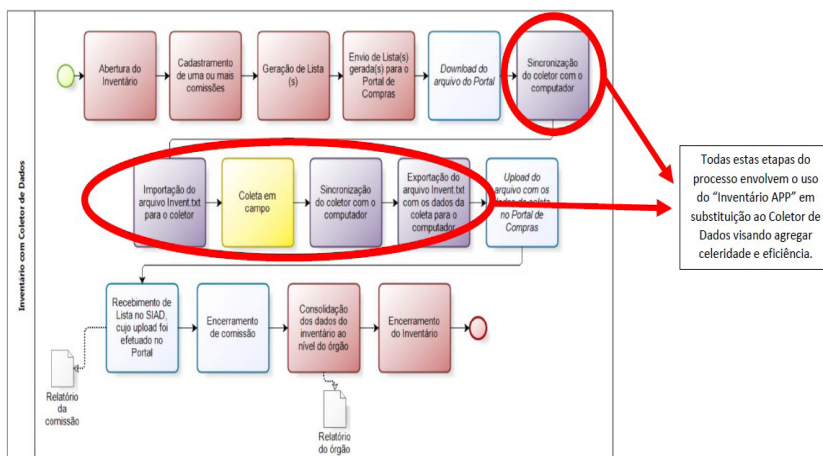 Inventário com Coletor de Dados
Abertura do
Inventário
Cadastramento
de uma ou mais
comissões
Geração de Lista
(s)
Envio de Lista(s)
gerada(s) para o
Portal de
Compras
Download do
arquivo do Portal
Sincronização
do coletor com o
computador
Importação do
arquivo Invent.txt
para o coletor
Coleta em
campo
Sincronização
do coletor com o
computador
Exportação do
arquivo Invent.txt
com os dados da
coleta para o
computador
Upload do
arquivo com os
dados da coleta
no Portal de
Compras
Todas estas etapas do
processo envolvem o uso
do “Inventário APP” em
substituição ao Coletor de
Dados visando agregar
celeridade e eficiência.
Recebimento de
Lista no SIAD,
cujo upload foi
efetuado no
Portal
Encerramento
de comissão
Consolidação
dos dados do
inventário ao
nível do órgão
Encerramento
do Inventário
Relatório
da
comissão
Relatório
do órgão